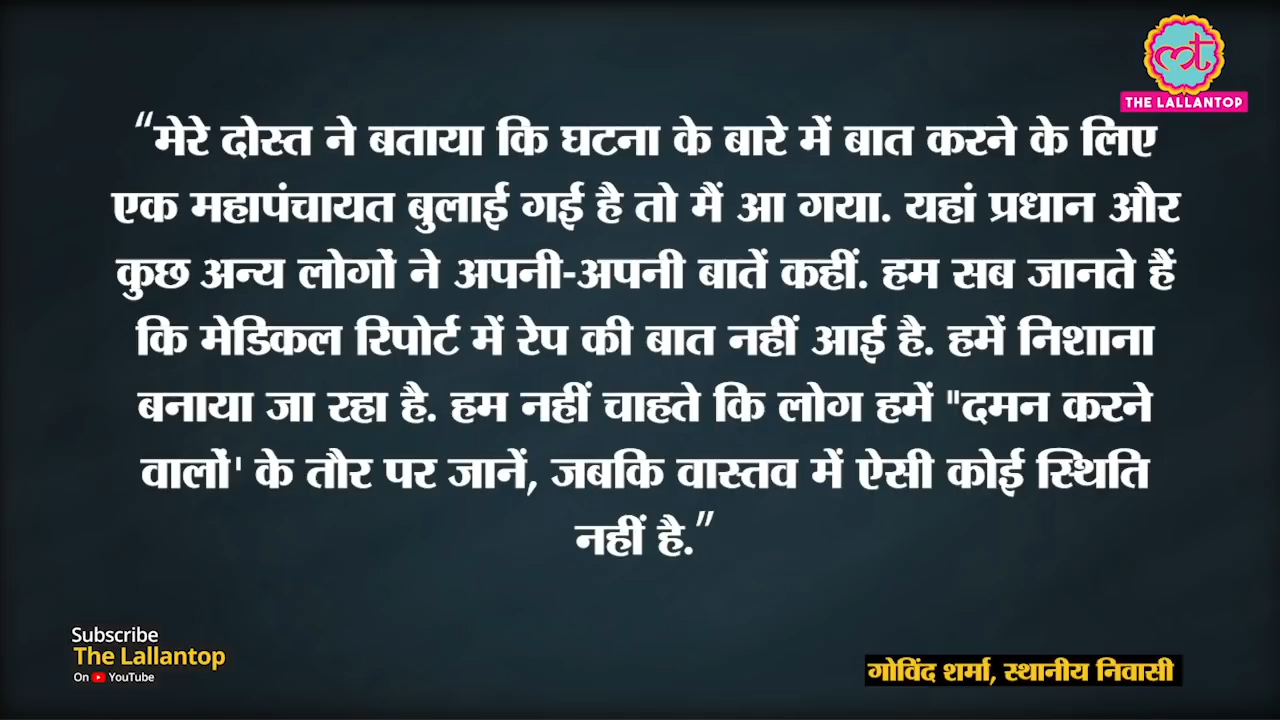 THE LALLANTOP
“मेरे दोस्त ने बताया कि घटना के बारे में बात करने के लिए
एक महापंचायत बुलाई गई है तो मैं आ गया. यहां प्रधान और
कुछ अन्य लोगों ने अपनी-अपनी बातें कहीं. हम सब जानते हैं
कि मेडिकल रिपोर्ट में रेप की बात नहीं आई है. हमें निशाना
बनाया जा रहा है. हम नहीं चाहते कि लोग हमें "दमन करने
वालों' के तौर पर जानें, जबकि वास्तव में ऐसी कोई स्थिति
नहीं है.”
Subscribe
The Lallantop
On YouTube
गोविंद शर्मा, स्थानीय निवासी